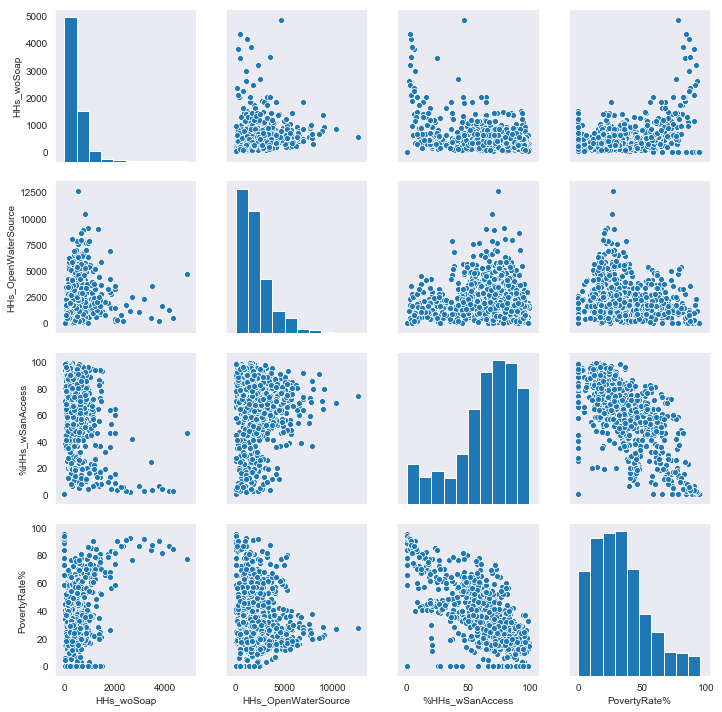 5000
4000
3000
2000
1000
0
HHs_woSoap
12500
10000
7500
5000
2500
0
HHs_OpenWaterSource
100
80
60
40
20
0
%HHs_wSanAccess
100
80
60
40
20
0
PovertyRate%
0 2000 4000
HHs_woSoap
0 5000 10000
HHs_OpenWaterSource
0 50 100
%HHs_wSanAccess
0 50 100
PovertyRate%